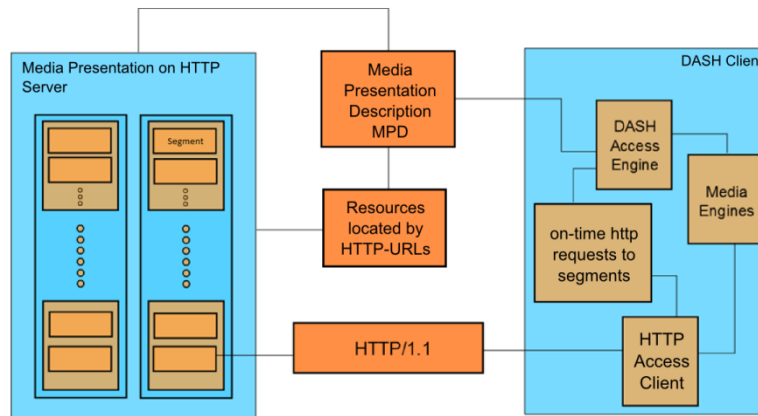 Media Presentation on HTTP
Server
Segment
Media
Presentation
Description
MPD
Resources
located by
HTTP-URLs
HTTP/1.1
DASH Client
DASH
Access
Engine
Media
Engines
on-time http
requests to
segments
HTTP
Access
Client